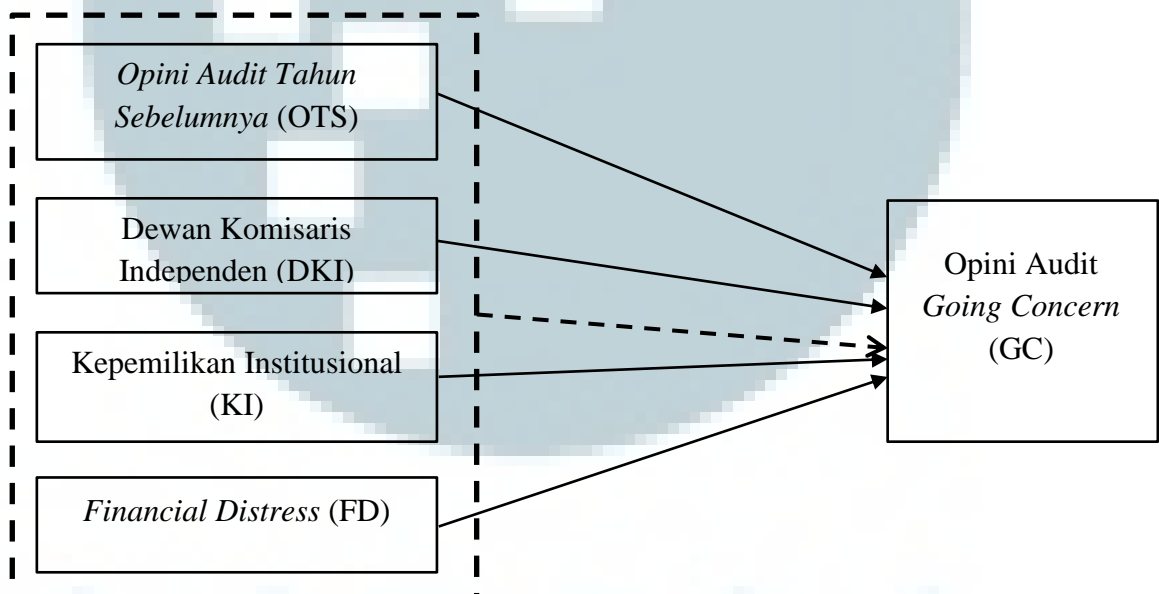 Opini Audit Tahun
Sebelumnya (OTS)
Dewan Komisaris
Independen (DKI)
Kepemilikan Institusional
(KI)
Financial Distress (FD)
Opini Audit
Going Concern
(GC)